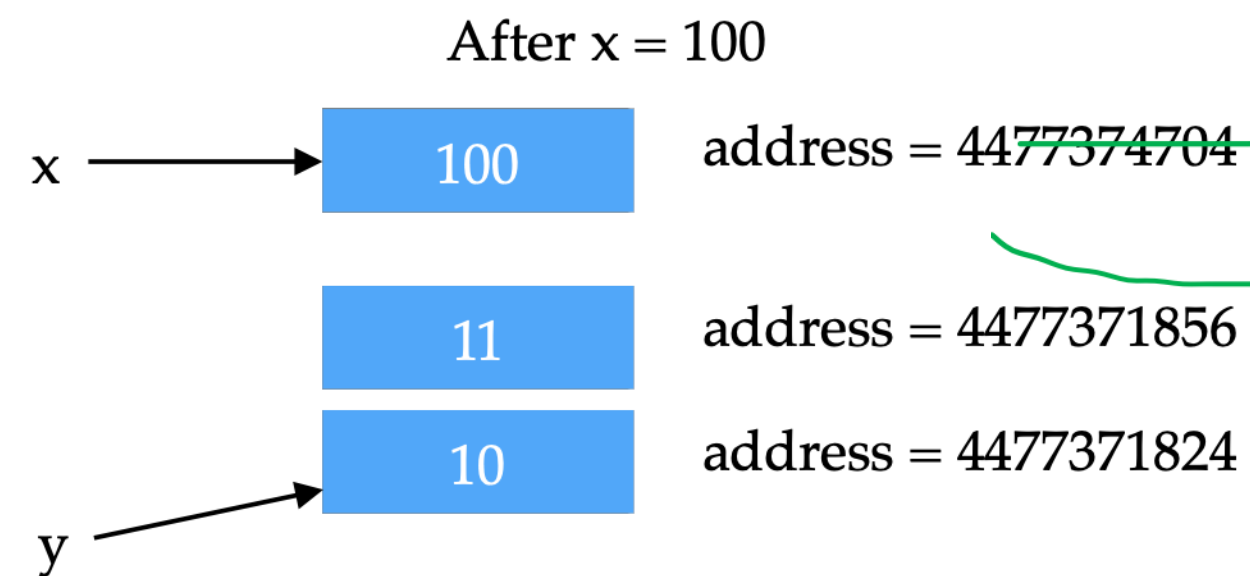 After x = 100
x 100 address = 4477374704
11 address = 4477371856
10 address = 4477371824
y